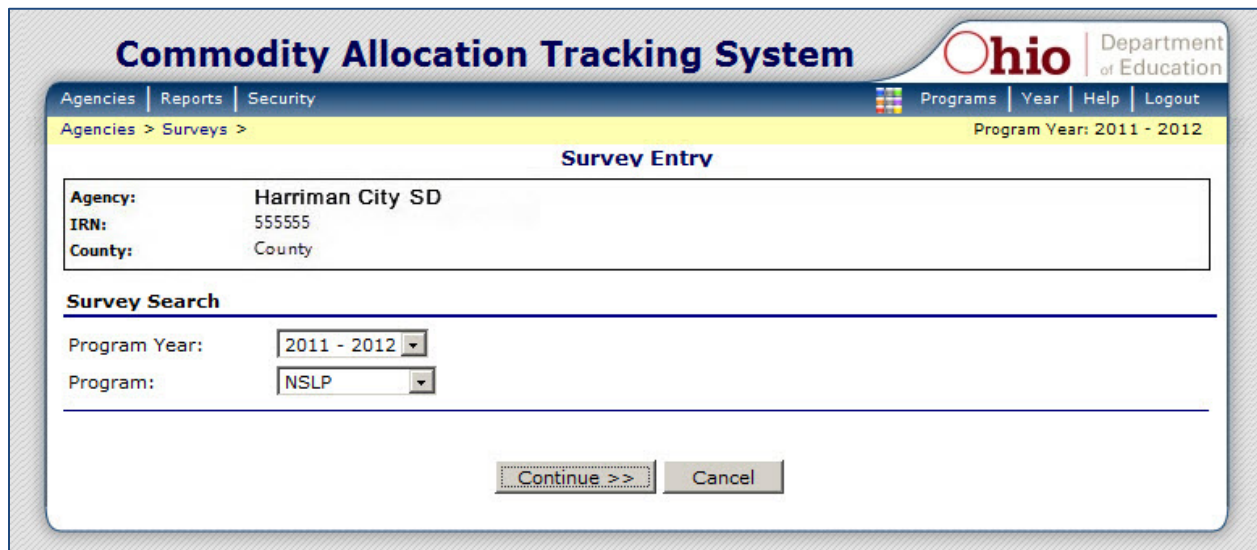 Commodity Allocation Tracking System
Ohio Department of Education
Agencies Reports Security Programs Year Help Logout
Agencies > Surveys > Program Year: 2011 - 2012
Survey Entry
Agency: Harriman City SD
IRN: 555555
County: County
Survey Search
Program Year: 2011 - 2012
Program: NSLP
Continue >> Cancel